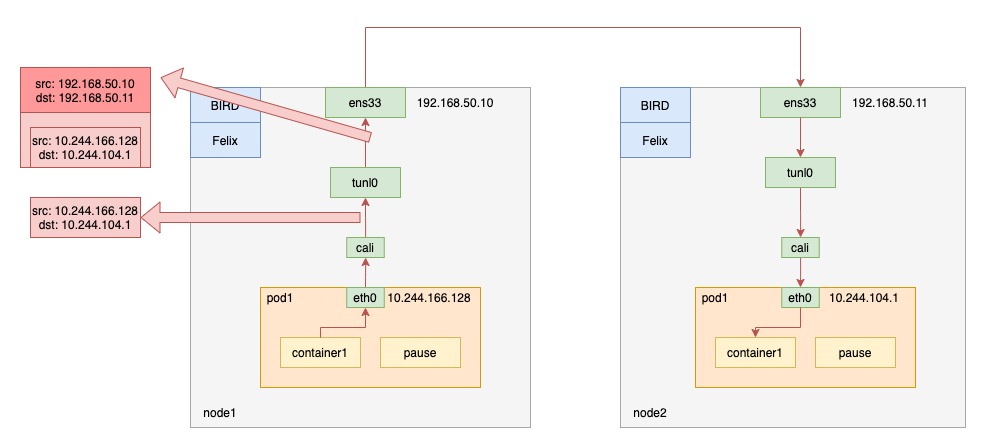 src: 192.168.50.10
dst: 192.168.50.11
src: 10.244.166.128
dst: 10.244.104.1
src: 10.244.166.128
dst: 10.244.104.1
BIRD
Felix
ens33
192.168.50.10
tunl0
cali
pod1
eth0
10.244.166.128
container1
pause
node1
BIRD
Felix
ens33
192.168.50.11
tunl0
cali
pod1
eth0
10.244.104.1
container1
pause
node2